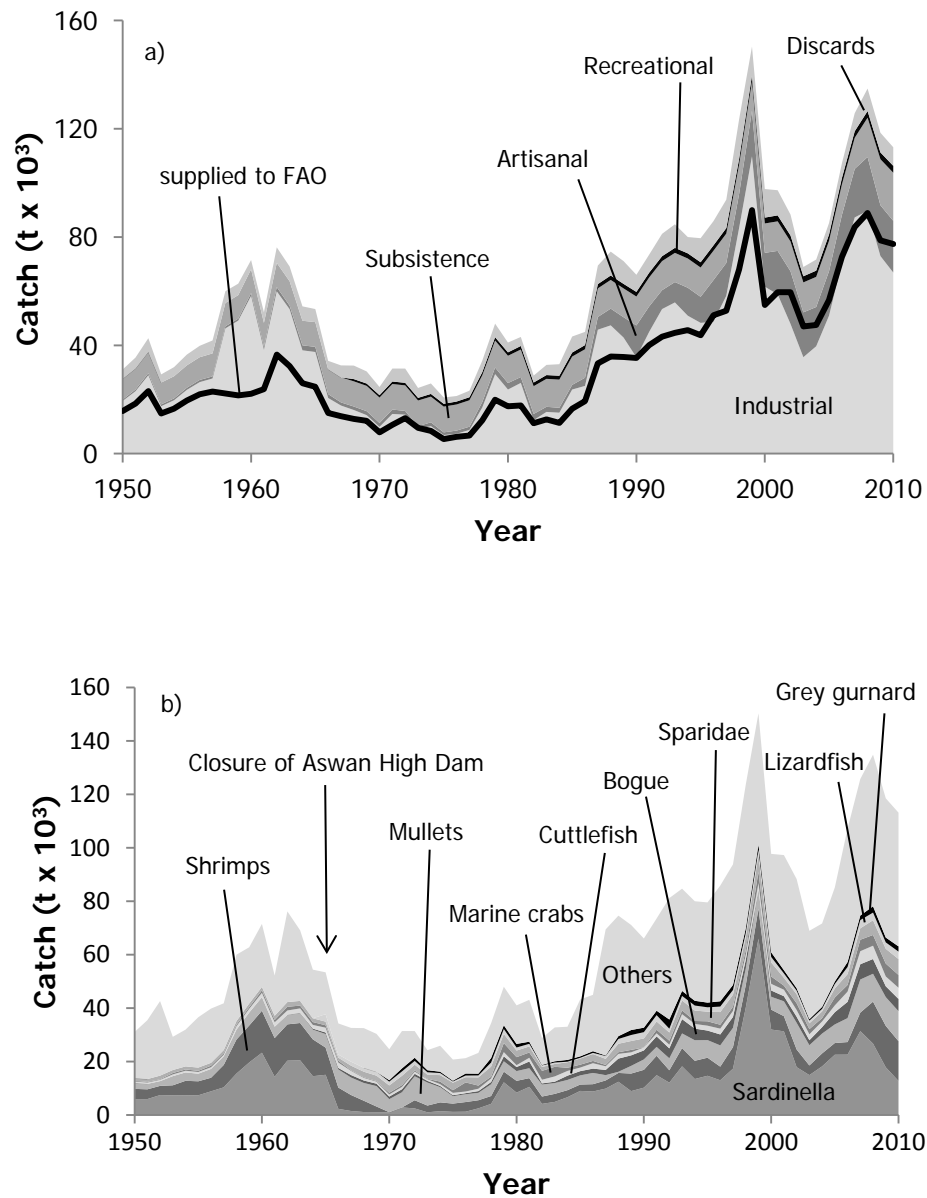 160
a)
Discards
Recreational
120
Artisanal
supplied to FAO
80
Subsistence
40
Industrial
0
Catch (t x 10³)
1950 1960 1970 1980 1990 2000 2010
Year
160
b)
Grey gurnard
140
Sparidae
Closure of Aswan High Dam
Lizardfish
120
Bogue
Mullets
Cuttlefish
100
Shrimps
80
Marine crabs
60
Others
40
20
Sardinella
0
Catch (t x 10³)
1950 1960 1970 1980 1990 2000 2010
Year